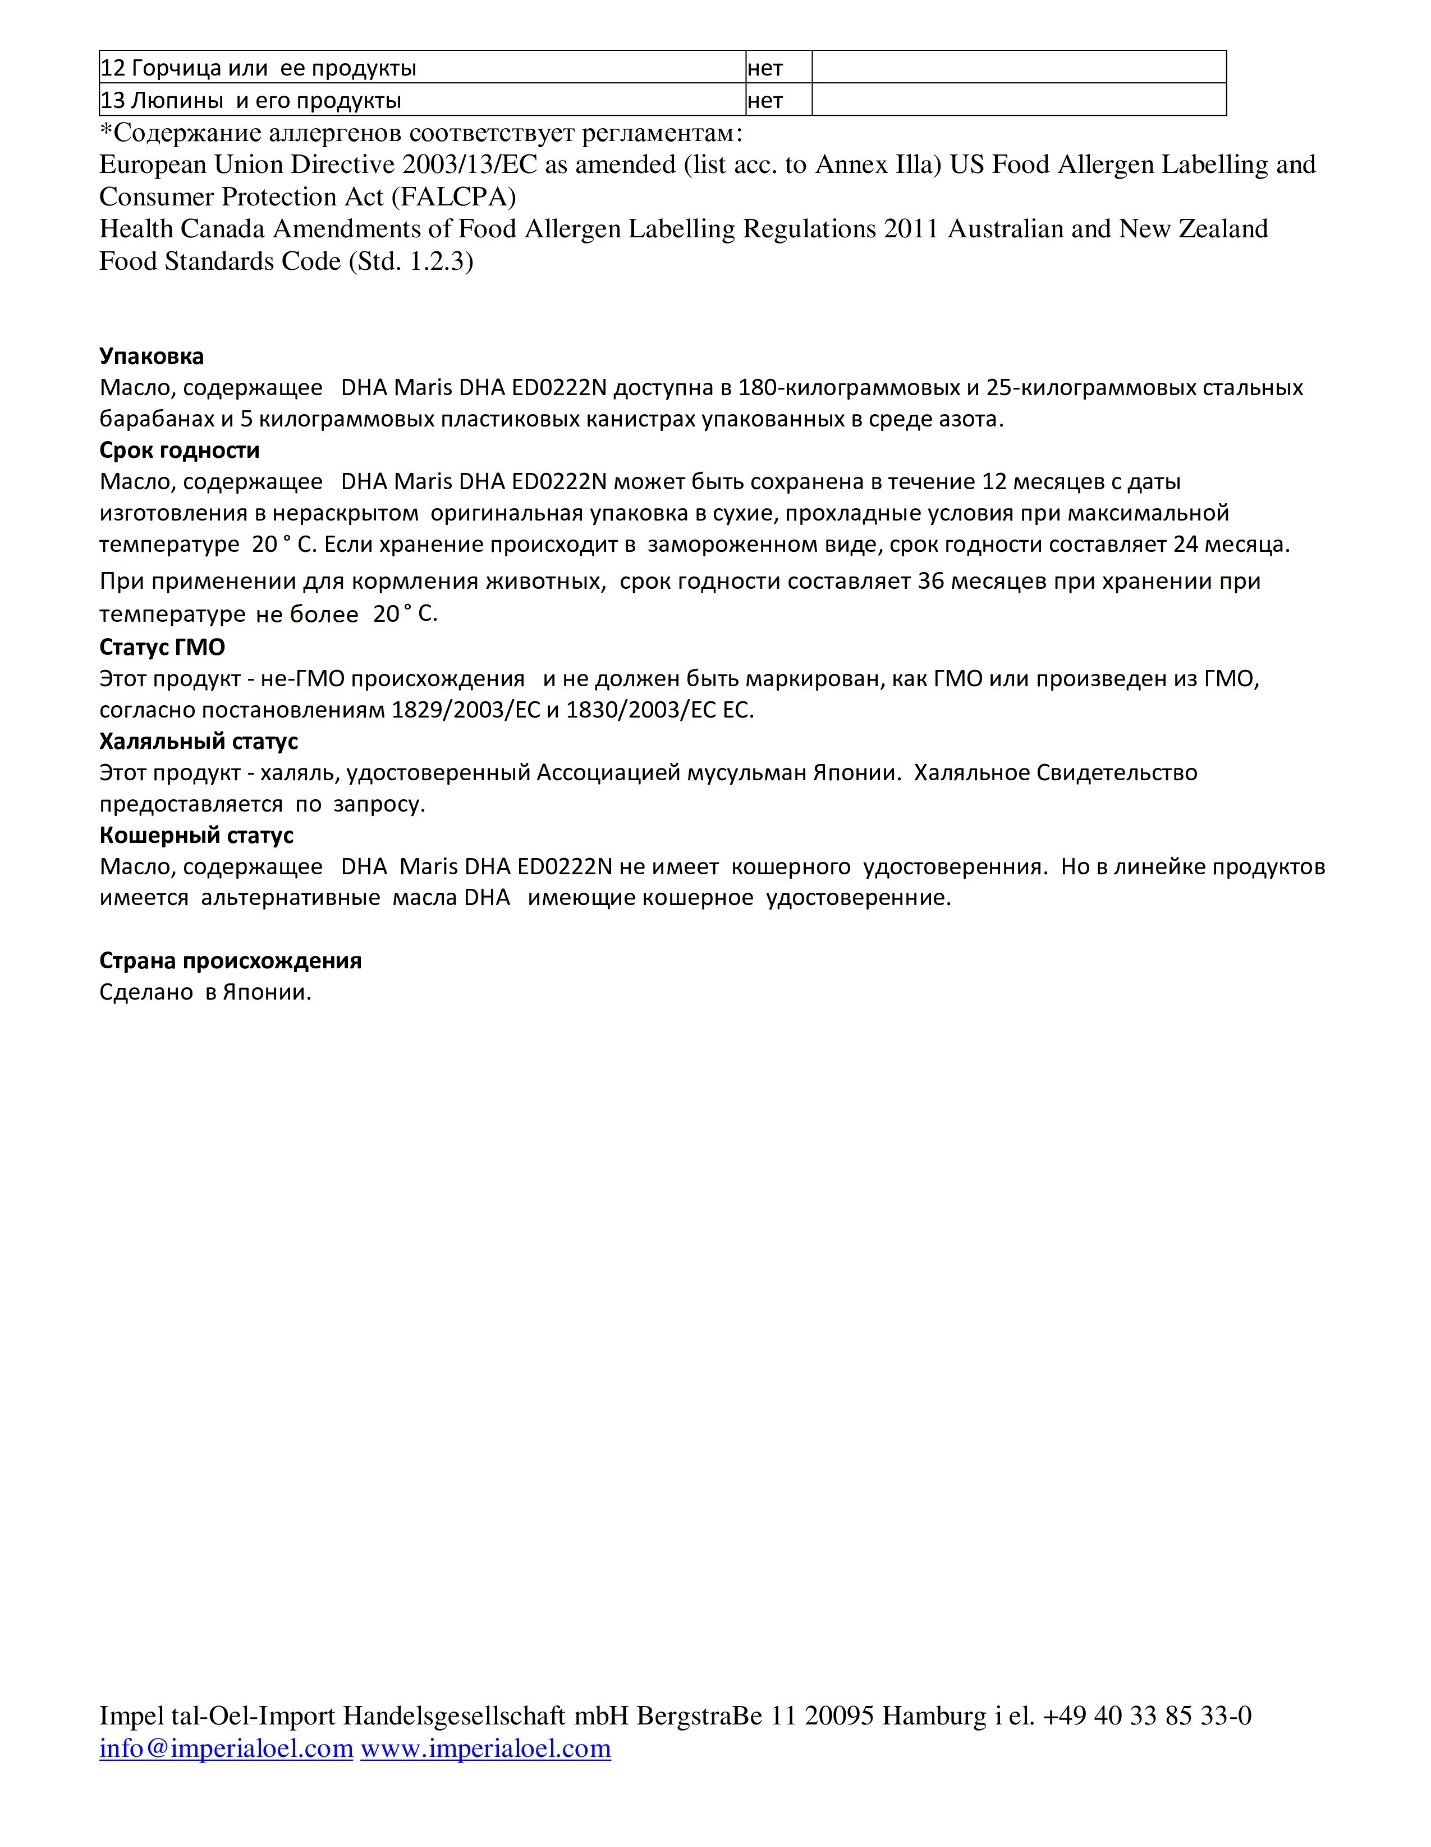 12 Горчица или ее продукты нет
13 Люпины и его продукты нет
*Содержание аллергенов соответствует регламентам:
European Union Directive 2003/13/EC as amended (list acc. to Annex Illa) US Food Allergen Labelling and
Consumer Protection Act (FALCPA)
Health Canada Amendments of Food Allergen Labelling Regulations 2011 Australian and New Zealand
Food Standards Code (Std. 1.2.3)
Упаковка
Масло, содержащее DHA Maris DHA ED0222N доступна в 180-килограммовых и 25-килограммовых стальных
барабанах и 5 килограммовых пластиковых канистрах упакованных в среде азота.
Срок годности
Масло, содержащее DHA Maris DHA ED0222N может быть сохранена в течение 12 месяцев с даты
изготовления в нераскрытом оригинальная упаковка в сухие, прохладные условия при максимальной
температуре 20 ° C. Если хранение происходит в замороженном виде, срок годности составляет 24 месяца.
При применении для кормления животных, срок годности составляет 36 месяцев при хранении при
температуре не более 20 ° C.
Статус ГМО
Этот продукт - не-ГМО происхождения и не должен быть маркирован, как ГМО или произведен из ГМО,
согласно постановлениям 1829/2003/EC и 1830/2003/EC EC.
Халяльный статус
Этот продукт - халяль, удостоверенный Ассоциацией мусульман Японии. Халяльное Свидетельство
предоставляется по запросу.
Кошерный статус
Масло, содержащее DHA Maris DHA ED0222N не имеет кошерного удостоверенния. Но в линейке продуктов
имеется альтернативные масла DHA имеющие кошерное удостоверенние.
Страна происхождения
Сделано в Японии.
Impel tal-Oel-Import Handelsgesellschaft mbH BergstraBe 11 20095 Hamburg i el. +49 40 33 85 33-0
info@imperialoel.com www.imperialoel.com